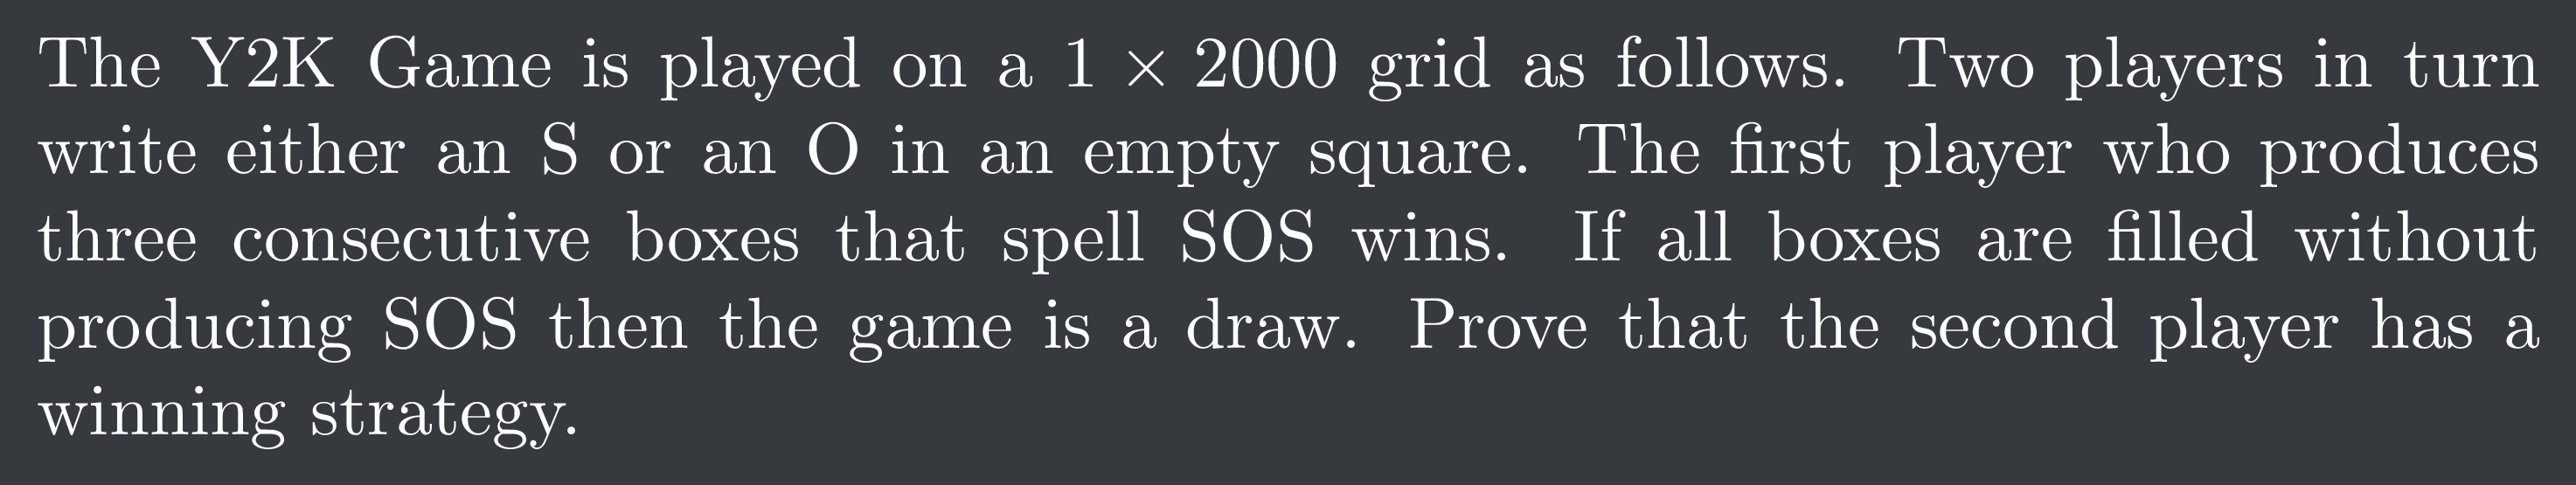 The Y2K Game is played on a 1 × 2000 grid as follows. Two players in turn
write either an S or an O in an empty square. The first player who produces
three consecutive boxes that spell SOS wins. If all boxes are filled without
producing SOS then the game is a draw. Prove that the second player has a
winning strategy.